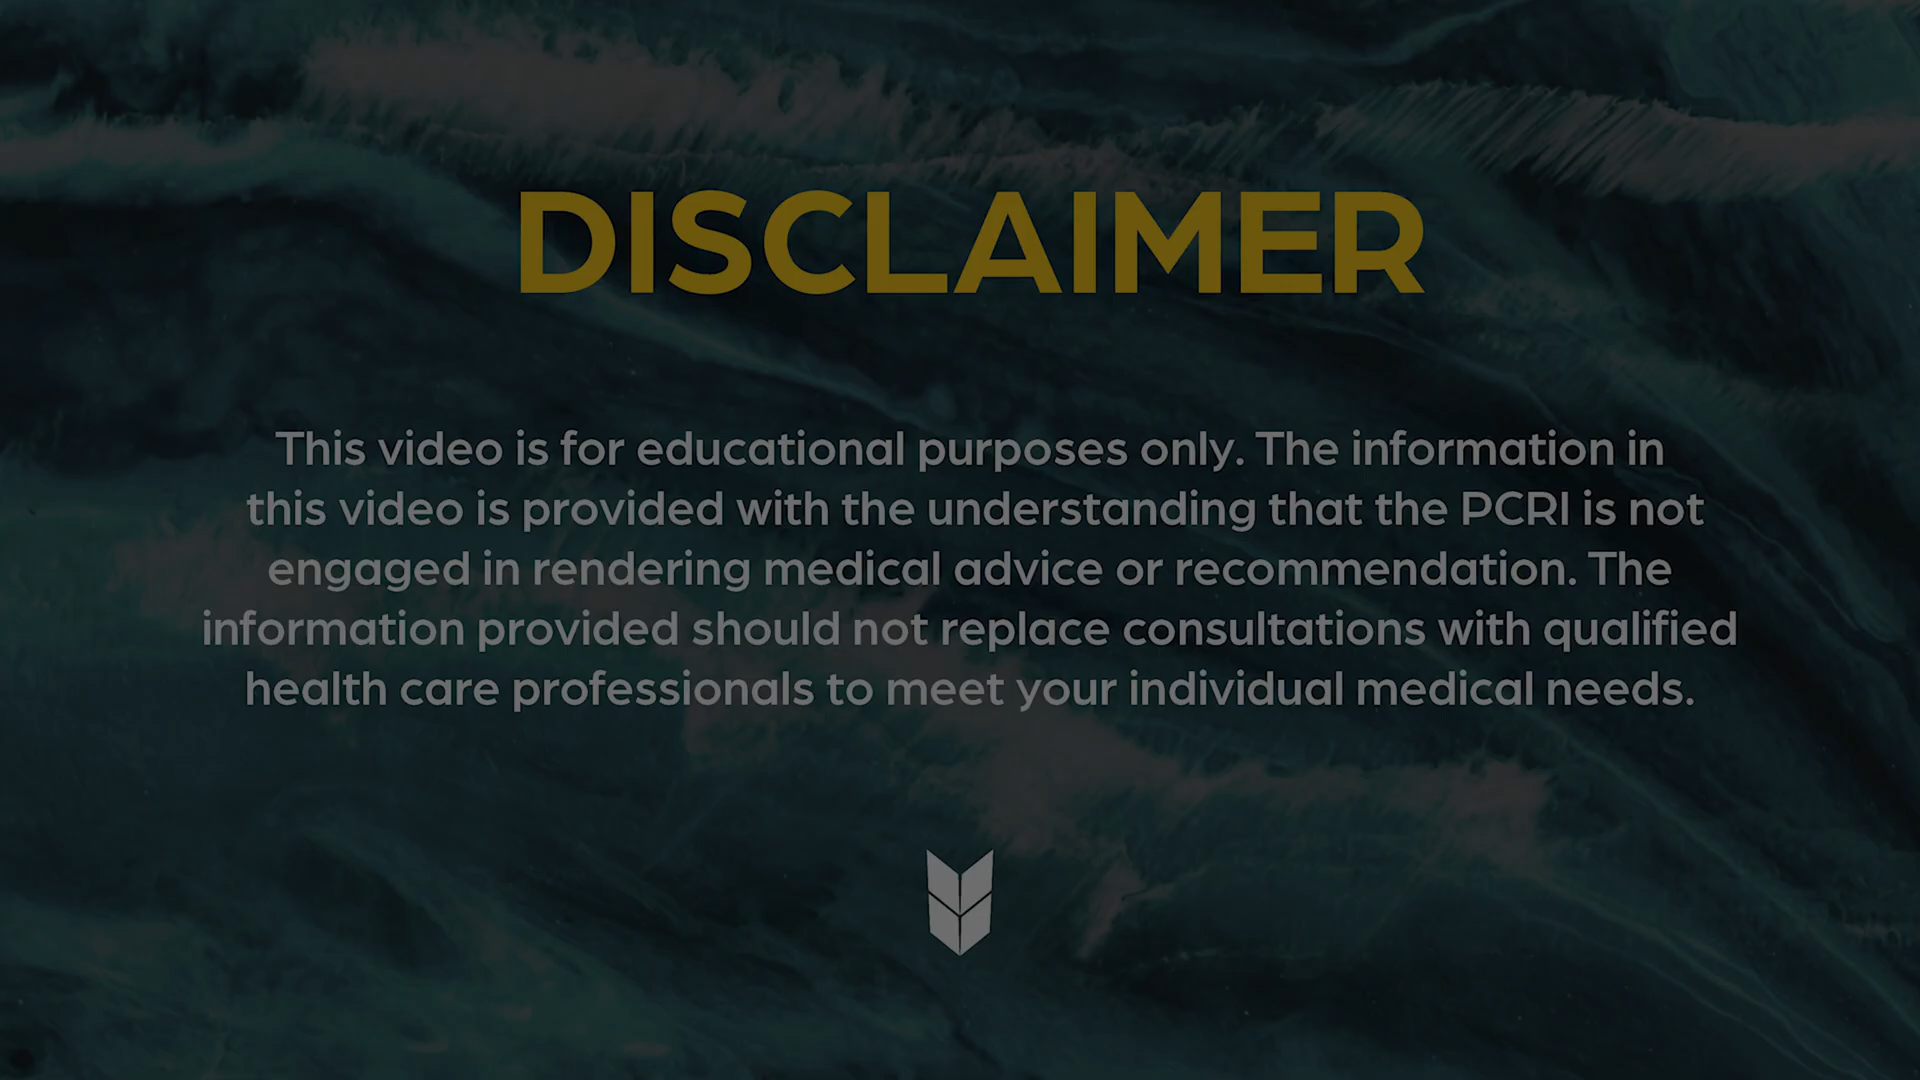 DISCLAIMER
This video is for educational purposes only. The information in
this video is provided with the understanding that the PCRI is not
engaged in rendering medical advice or recommendation. The
information provided should not replace consultations with qualified
health care professionals to meet your individual medical needs.